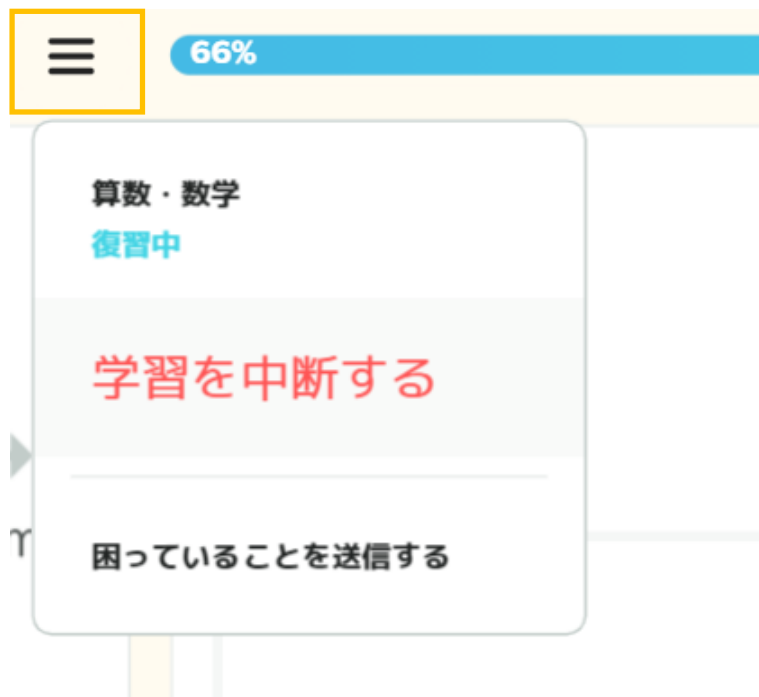 66%
算数・数学
復習中
学習を中断する
困っていることを送信する